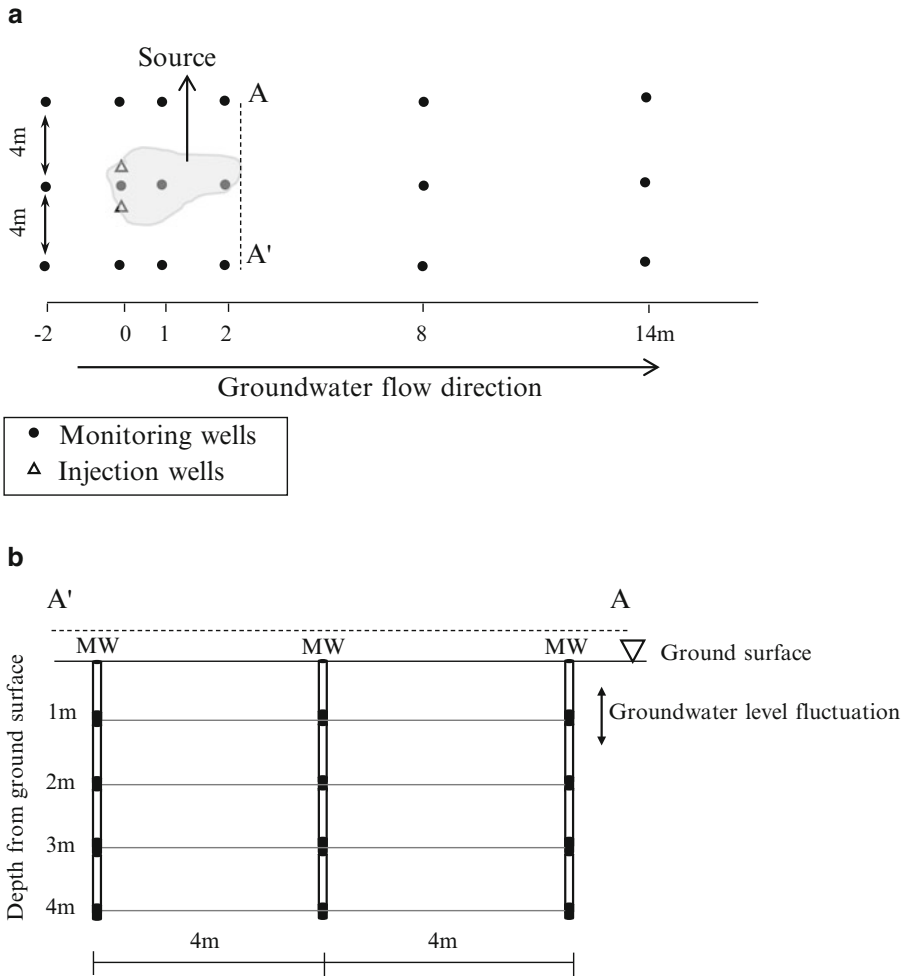 a
Source
A
4m
4m
A'
-2 0 1 2 8 14m
Groundwater flow direction
Monitoring wells
Injection wells
b
A' A
MW MW MW
Ground surface
Depth from ground surface
1m
Groundwater level fluctuation
2m
3m
4m
4m 4m